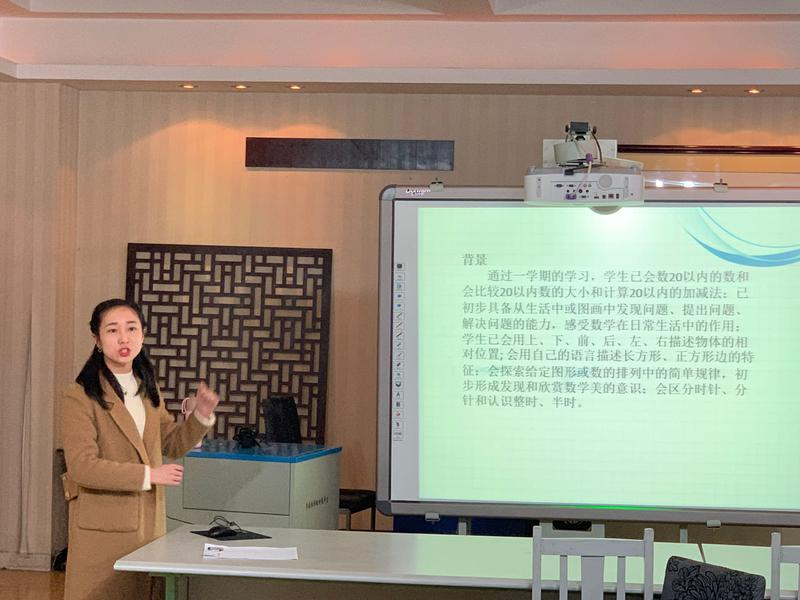 背景
通过一学期的学习，学生已会数20以内的数和
会比较20以内数的大小和计算20以内的加减法；已
初步具备从生活中或图画中发现问题、提出问题、
解决问题的能力，感受数学在日常生活中的作用；
学生已会用上、下、前、后、左、右描述物体的相
对位置；会用自己的语言描述长方形、正方形边的特
征；会探索给定图形或数的排列中的简单规律，初
步形成发现和欣赏数学美的意识；会区分时针、分
针和认识整时、半时。